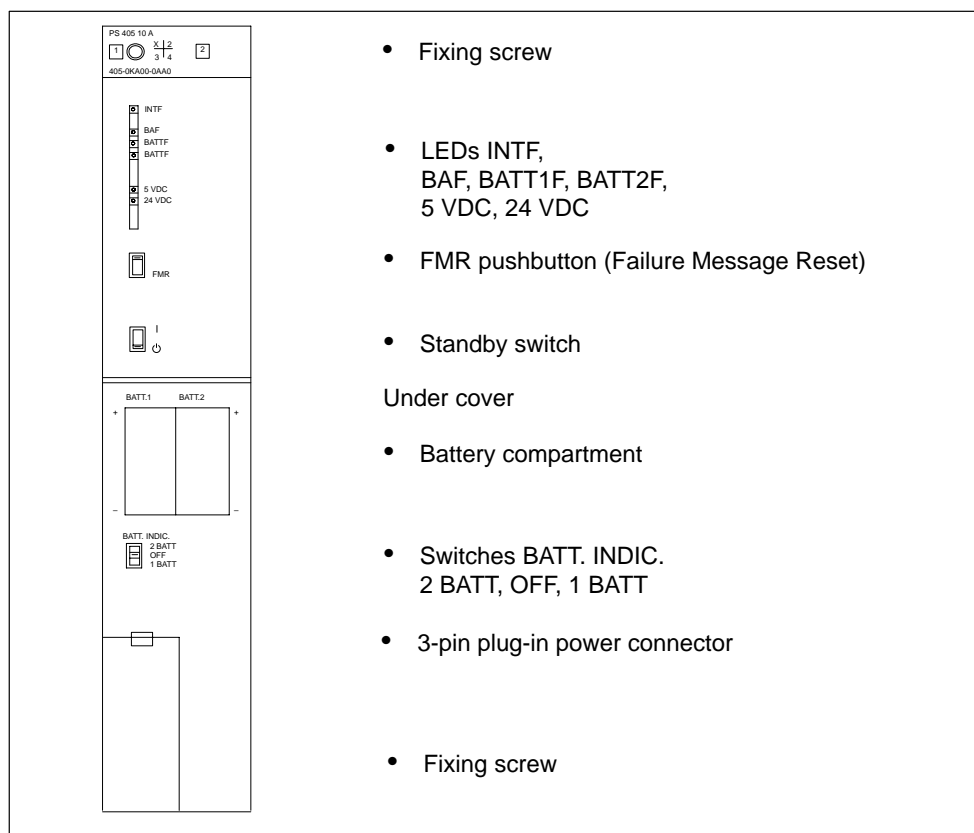 PS 405 10 A
1 X 2 2
3 4
405-0KA00-0AA0
INTF
BAF
BATTF
BATTF
5 VDC
24 VDC
FMR
I
BATT.1 BATT.2
+ +
– –
BATT. INDIC.
2 BATT
OFF
1 BATT
• Fixing screw
• LEDs INTF,
BAF, BATT1F, BATT2F,
5 VDC, 24 VDC
• FMR pushbutton (Failure Message Reset)
• Standby switch
Under cover
• Battery compartment
• Switches BATT. INDIC.
2 BATT, OFF, 1 BATT
• 3-pin plug-in power connector
• Fixing screw